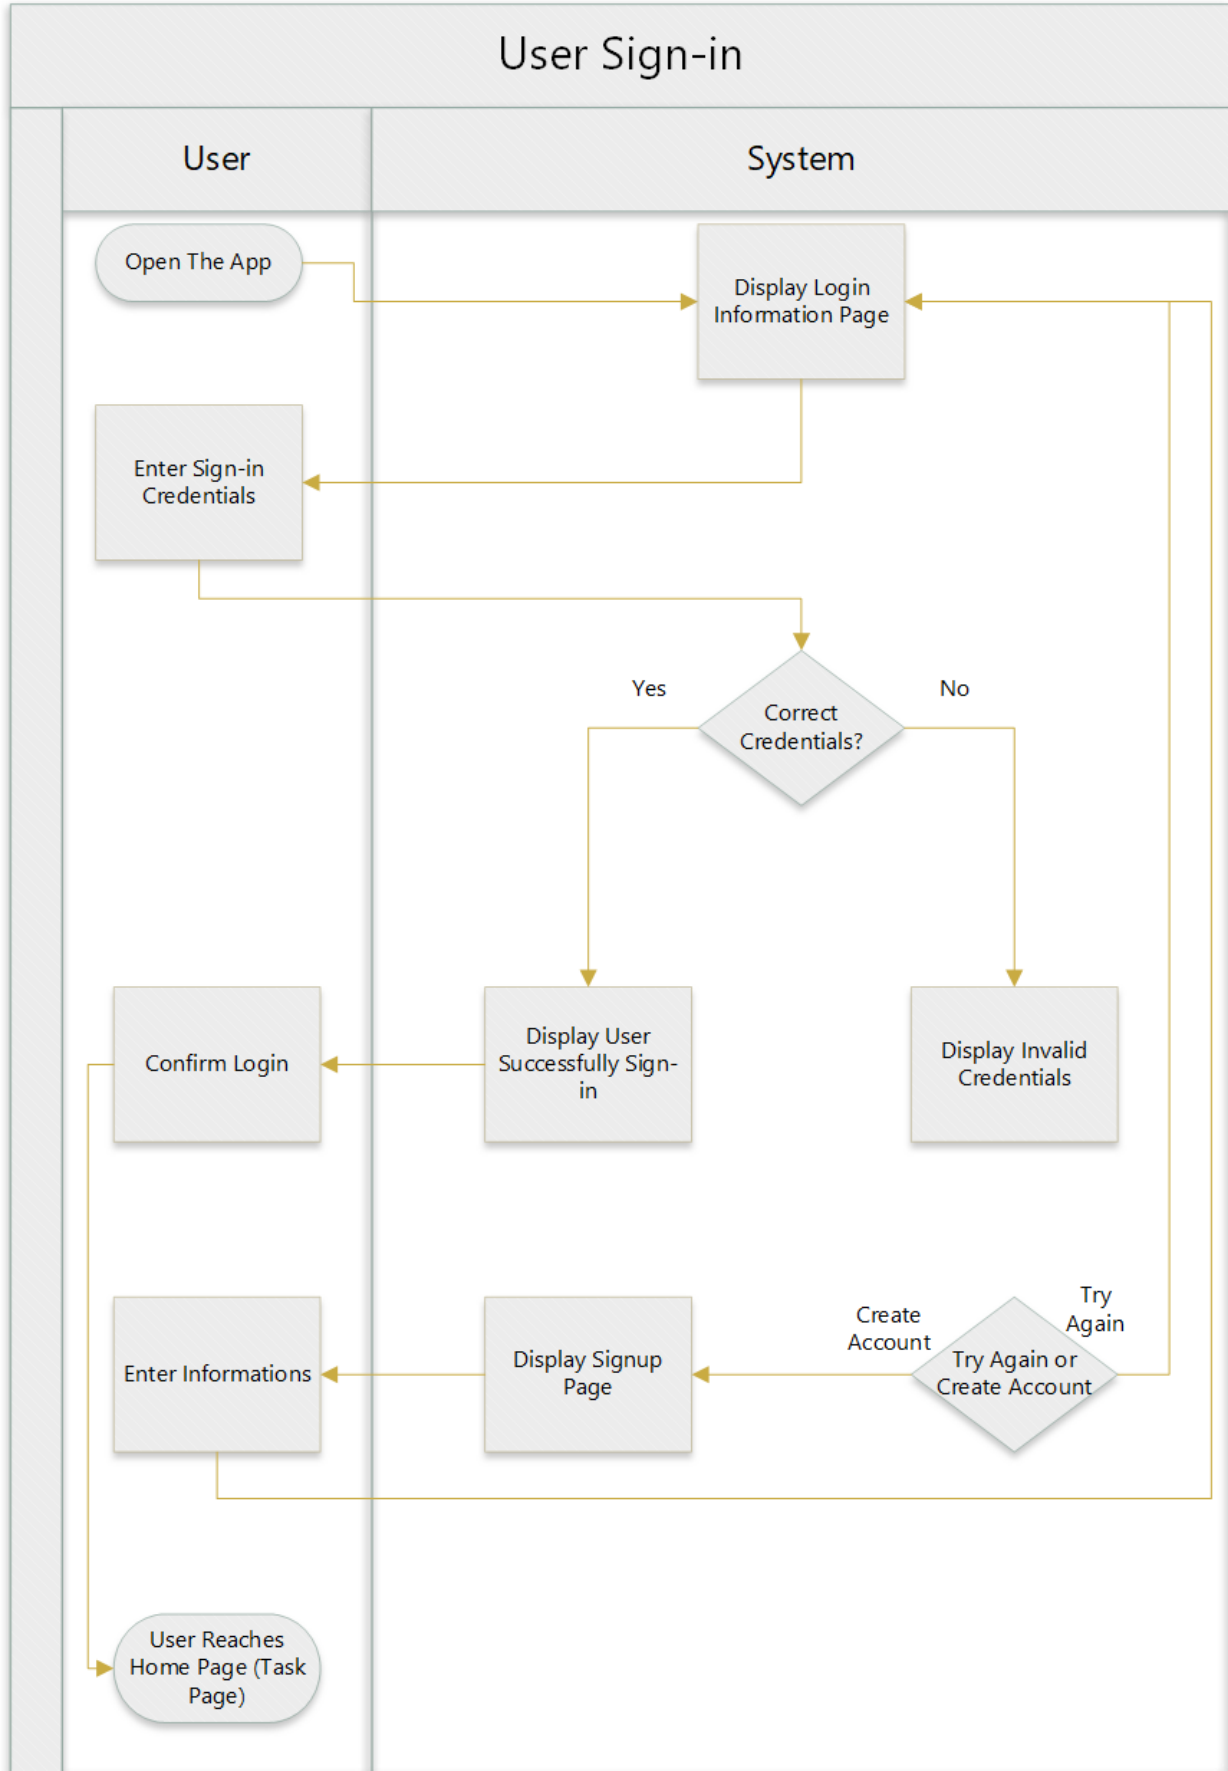 User Sign-in
User
System
Open The App
Display Login
Information Page
Enter Sign-in
Credentials
Yes
No
Correct
Credentials?
Confirm Login
Display User
Successfully Sign-
in
Display Invalid
Credentials
Enter Informations
Display Signup
Page
Create
Account
Try
Again
Try Again or
Create Account
User Reaches
Home Page (Task
Page)